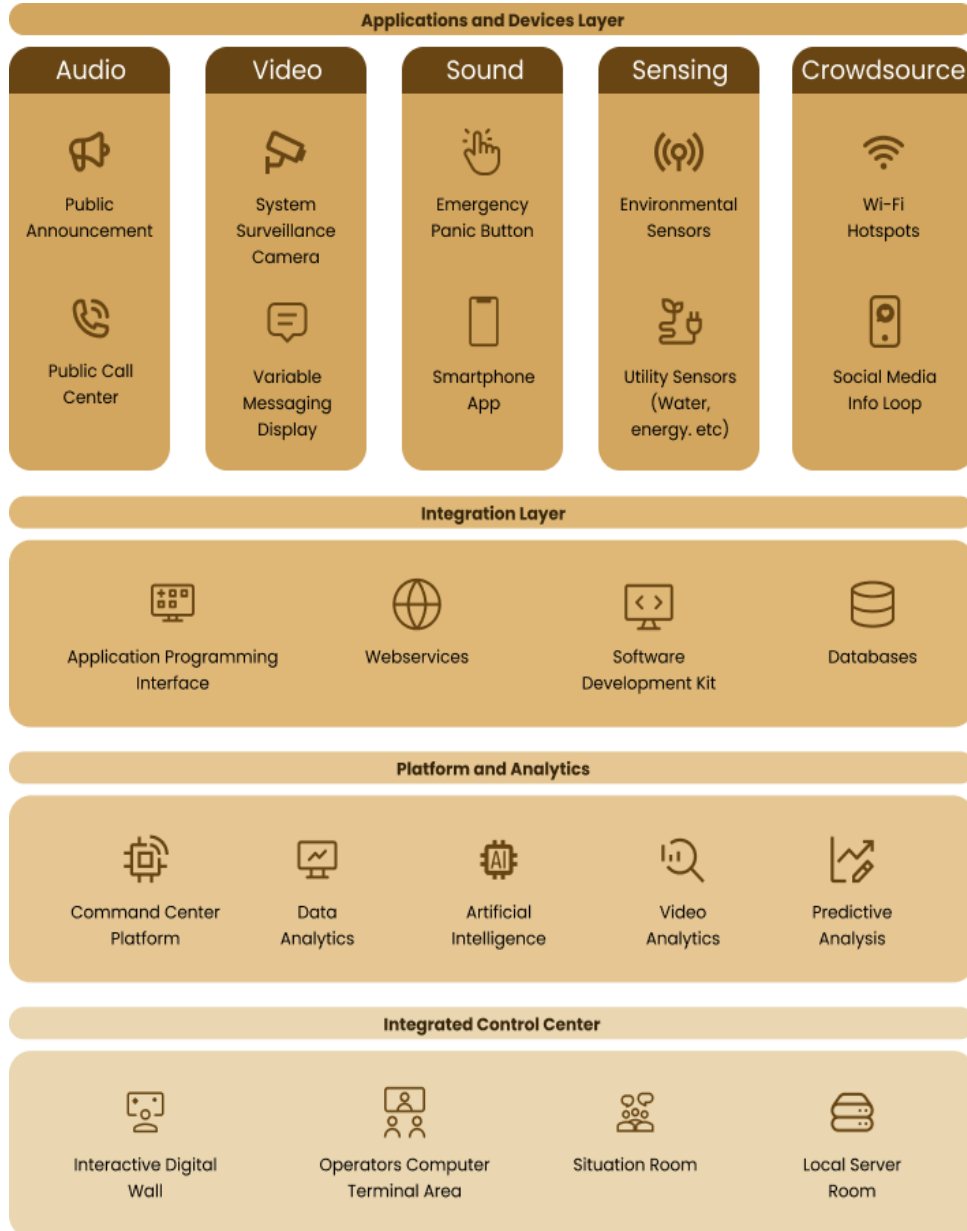 Applications and Devices Layer
Audio
Public
Announcement
Public Call
Center
Video
System
Surveillance
Camera
Variable
Messaging
Display
Sound
Emergency
Panic Button
Smartphone
App
Sensing
Environmental
Sensors
Utility Sensors
(Water,
energy. etc)
Crowdsource
Wi-Fi
Hotspots
Social Media
Info Loop
Integration Layer
Application Programming
Interface
Webservices
Software
Development Kit
Databases
Platform and Analytics
Command Center
Platform
Data
Analytics
AI
Artificial
Intelligence
Video
Analytics
Predictive
Analysis
Integrated Control Center
Interactive Digital
Wall
Operators Computer
Terminal Area
Situation Room
Local Server
Room